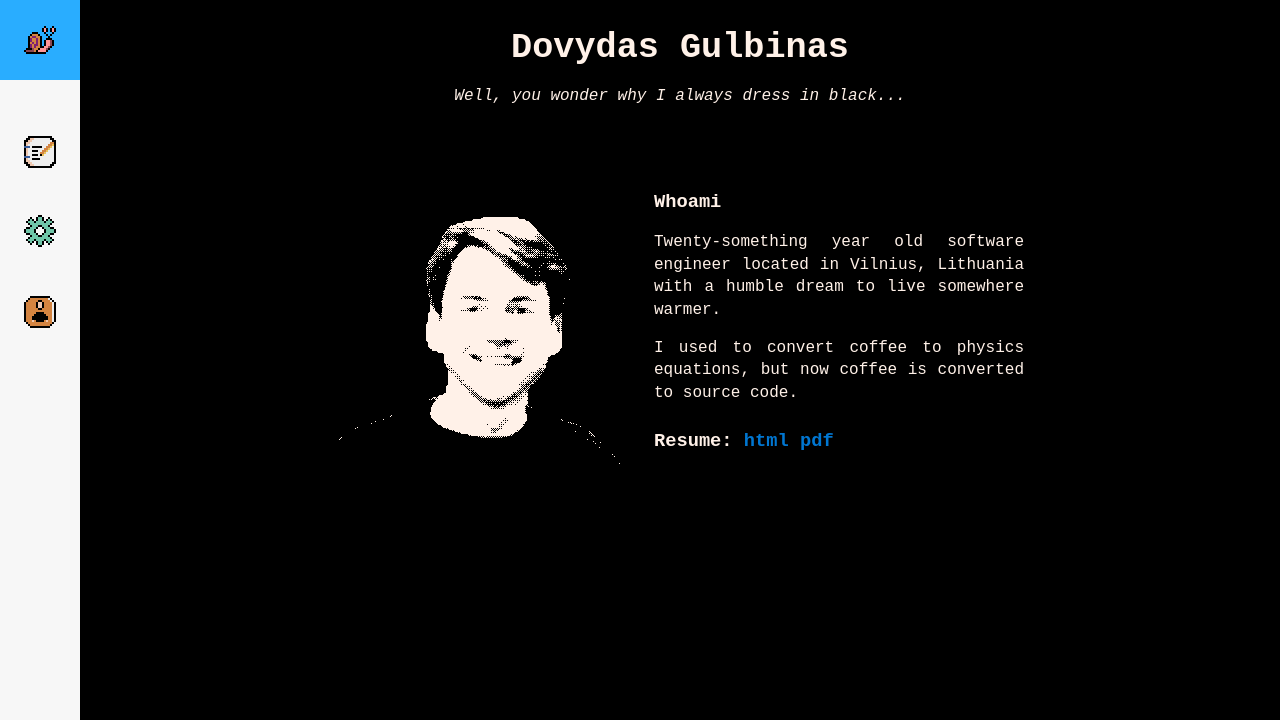 Dovydas Gulbinas
Well, you wonder why I always dress in black...
Whoami
Twenty-something year old software
engineer located in Vilnius, Lithuania
with a humble dream to live somewhere
warmer.
I used to convert coffee to physics
equations, but now coffee is converted
to source code.
Resume: html pdf